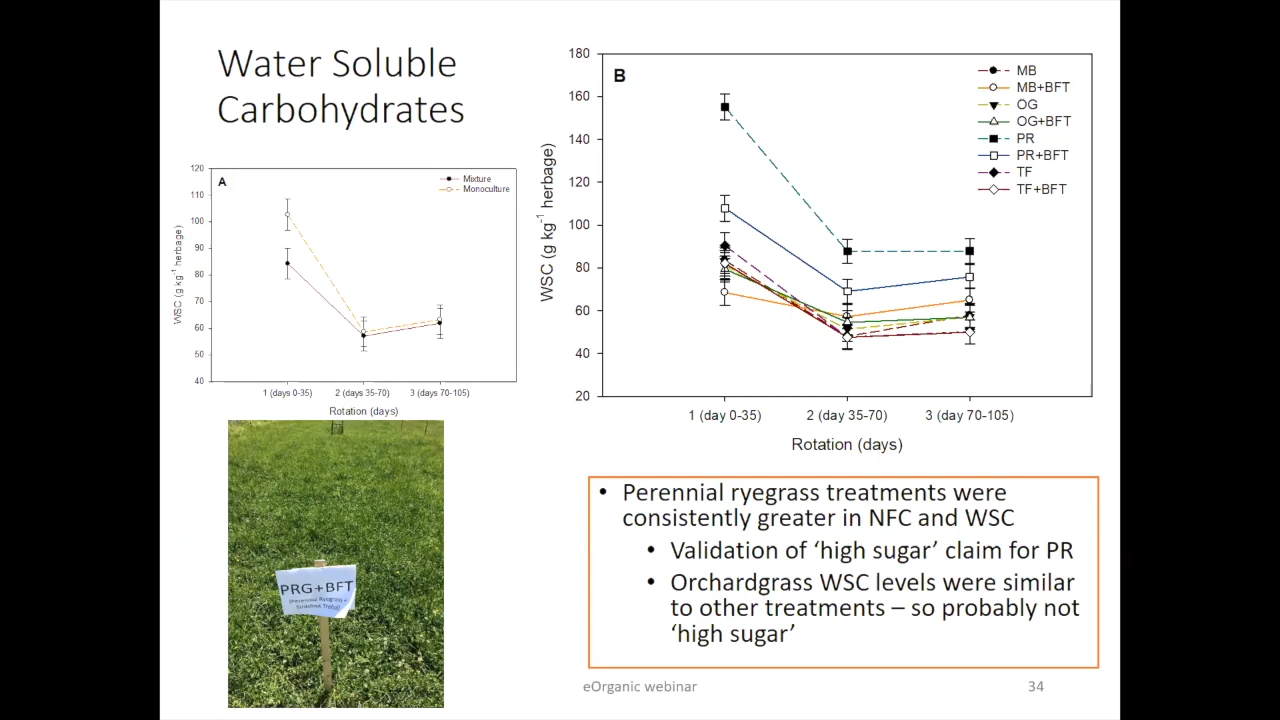 Water Soluble
Carbohydrates
A
Mixture
Monoculture
120
110
100
90
80
70
60
50
40
WSC (g kg-1 herbage)
1 (days 0-35)
2 (days 35-70)
3 (days 70-105)
Rotation (days)
B
MB
MB+BFT
OG
OG+BFT
PR
PR+BFT
TF
TF+BFT
180
160
140
120
100
80
60
40
20
WSC (g kg-1 herbage)
1 (day 0-35)
2 (day 35-70)
3 (day 70-105)
Rotation (days)
PRG+BFT
(Perennial Ryegrass +
Birdsfoot Trefoil)
• Perennial ryegrass treatments were
consistently greater in NFC and WSC
• Validation of ‘high sugar’ claim for PR
• Orchardgrass WSC levels were similar
to other treatments – so probably not
‘high sugar’
eOrganic webinar
34